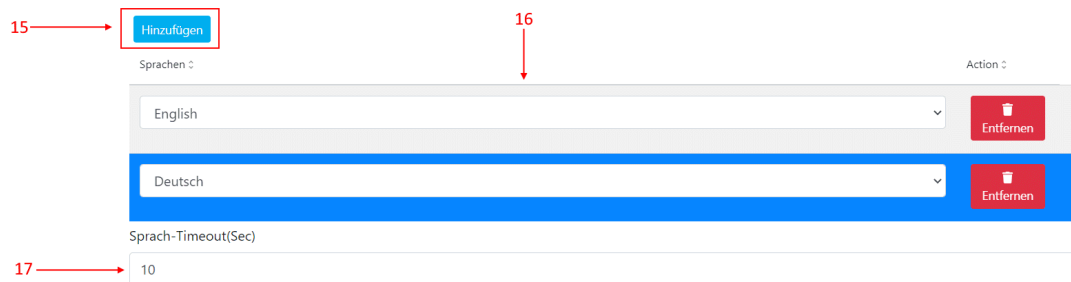 16
15
Hinzufügen
Sprachen
Action
English
Entfernen
Deutsch
Entfernen
Sprach-Timeout(Sec)
17
10